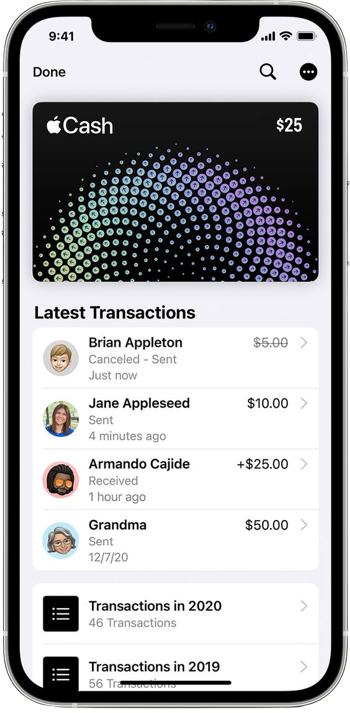 9:41
Done
Cash
$25
Latest Transactions
Brian Appleton
$5.00
Canceled - Sent
Just now
Jane Appleseed
$10.00
Sent
4 minutes ago
Armando Cajide
+$25.00
Received
1 hour ago
Grandma
$50.00
Sent
12/7/20
Transactions in 2020
46 Transactions
Transactions in 2019
56 Transactions